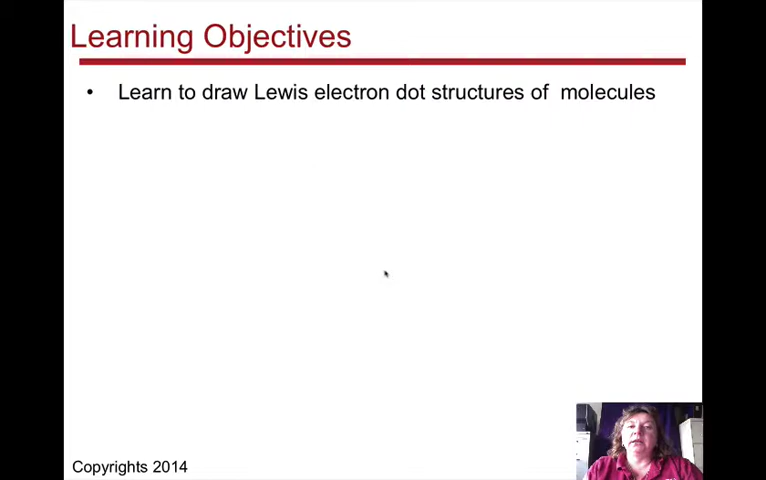 Learning Objectives
• Learn to draw Lewis electron dot structures of molecules
Copyrights 2014